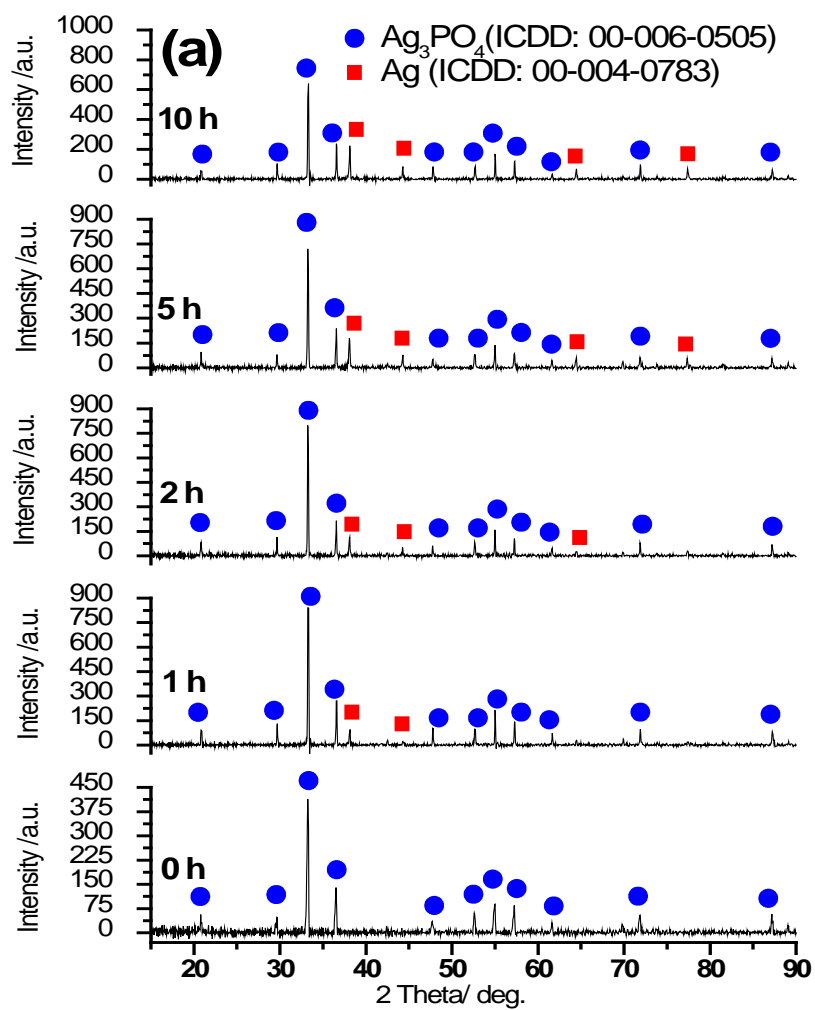 (a)
Ag3PO4(ICDD: 00-006-0505)
Ag (ICDD: 00-004-0783)
Intensity /a.u.
1000
800
600
400
200
0
10 h
Intensity /a.u.
900
750
600
450
300
150
0
5 h
Intensity /a.u.
900
750
600
450
300
150
0
2 h
Intensity /a.u.
900
750
600
450
300
150
0
1 h
Intensity /a.u.
450
375
300
225
150
75
0
0 h
20 30 40 50 60 70 80 90
2 Theta/ deg.